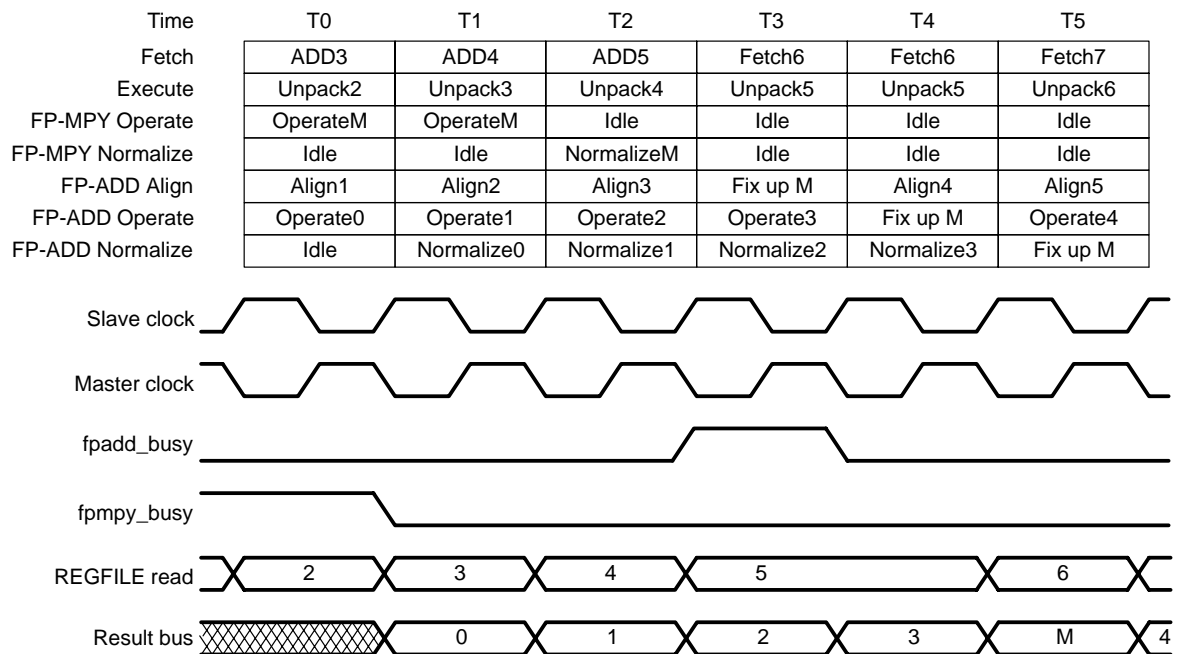 Time T0 T1 T2 T3 T4 T5
Fetch ADD3 ADD4 ADD5 Fetch6 Fetch6 Fetch7
Execute Unpack2 Unpack3 Unpack4 Unpack5 Unpack5 Unpack6
FP-MPY Operate OperateM OperateM Idle Idle Idle Idle
FP-MPY Normalize Idle Idle NormalizeM Idle Idle Idle
FP-ADD Align Align1 Align2 Align3 Fix up M Align4 Align5
FP-ADD Operate Operate0 Operate1 Operate2 Operate3 Fix up M Operate4
FP-ADD Normalize Idle Normalize0 Normalize1 Normalize2 Normalize3 Fix up M
Slave clock
Master clock
fpadd_busy
fpmpy_busy
REGFILE read 2 3 4 5 6
Result bus 0 1 2 3 M 4